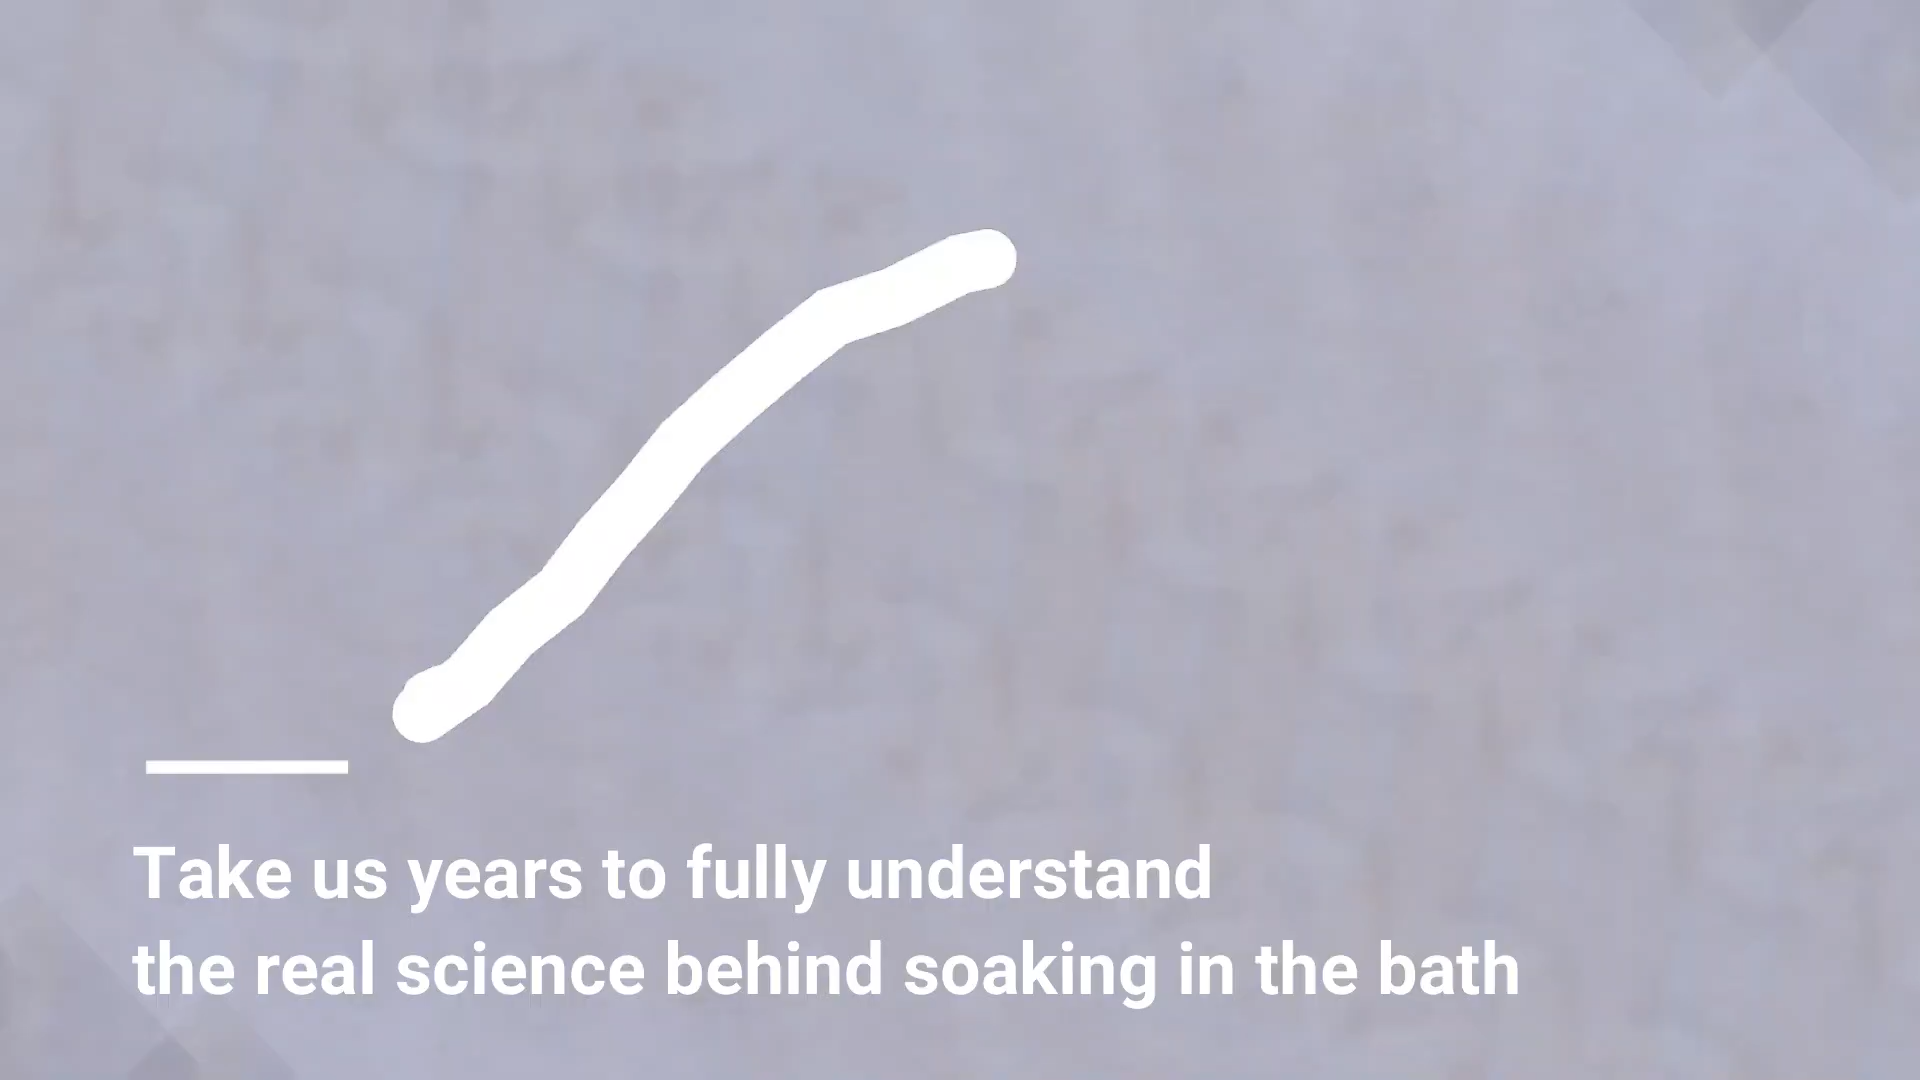 Take us years to fully understand
the real science behind soaking in the bath